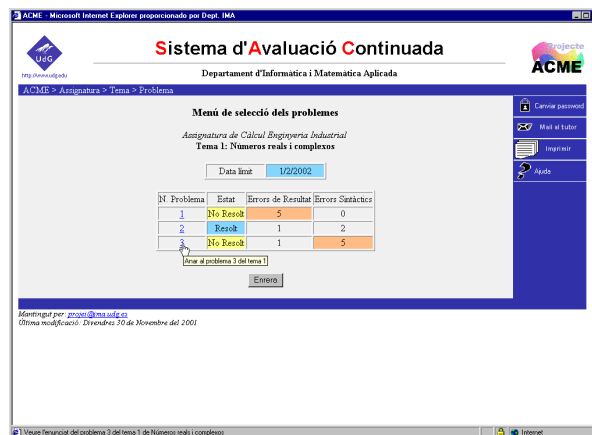 ACME - Microsoft Internet Explorer proporcionado por Dept. IMA
UdG
http://www.udg.edu
Sistema d'Avaluació Continuada
Departament d'Informàtica i Matemàtica Aplicada
Projecte
ACME
ACME > Assignatura > Tema > Problema
Menú de selecció dels problemes
Assignatura de Càlcul Enginyeria Industrial
Tema 1: Números reals i complexos
Data límit 1/2/2002
N. Problema Estat Errors de Resultat Errors Sintàctics
1 No Resolt 5 0
2 Resolt 1 2
3 No Resolt 1 5
Anar al problema 3 del tema 1
Enrera
Canviar password
Mail al tutor
Imprimir
Ajuda
Mantingut per: projei@ima.udg.es
Última modificació: Divendres 30 de Novembre del 2001
Veure l'enunciat del problema 3 del tema 1 de Números reals i complexos
Internet